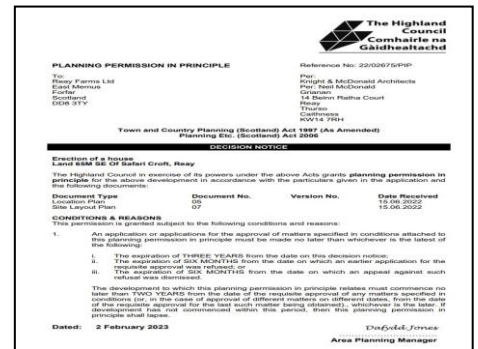 The Highland
Council
Comhairle na
Gàidhealtachd
PLANNING PERMISSION IN PRINCIPLE
Reference No: 22/02675/PIP
To:
Reay Farms Ltd
East Memus
Forfar
Scotland
DD8 3TY
Per:
Knight & McDonald Architects
Per: Neil McDonald
Grianan
14 Beinn Ratha Court
Reay
Thurso
Caithness
KW14 7RH
Town and Country Planning (Scotland) Act 1997 (As Amended)
Planning Etc. (Scotland) Act 2006
DECISION NOTICE
Erection of a house
Land 65M SE Of Safari Croft, Reay
The Highland Council in exercise of its powers under the above Acts grants planning permission in
principle for the above development in accordance with the particulars given in the application and
the following documents:
Document Type Document No. Version No. Date Received
Location Plan 05 15.06.2022
Site Layout Plan 07 15.06.2022
CONDITIONS & REASONS
This permission is granted subject to the following conditions and reasons:
1. An application or applications for the approval of matters specified in conditions attached to
this planning permission in principle must be made no later than whichever is the latest of
the following:
i. The expiration of THREE YEARS from the date on this decision notice;
ii. The expiration of SIX MONTHS from the date on which an earlier application for the
requisite approval was refused; or
iii. The expiration of SIX MONTHS from the date on which an appeal against such
refusal was dismissed.
The development to which this planning permission in principle relates must commence no
later than TWO YEARS from the date of the requisite approval of any matters specified in
conditions (or, in the case of approval of different matters on different dates, from the date
of the requisite approval for the last such matter being obtained)., whichever is the later. If
development has not commenced within this period, then this planning permission in
principle shall lapse.
Dated: 2 February 2023
Dafydd Jones
Area Planning Manager